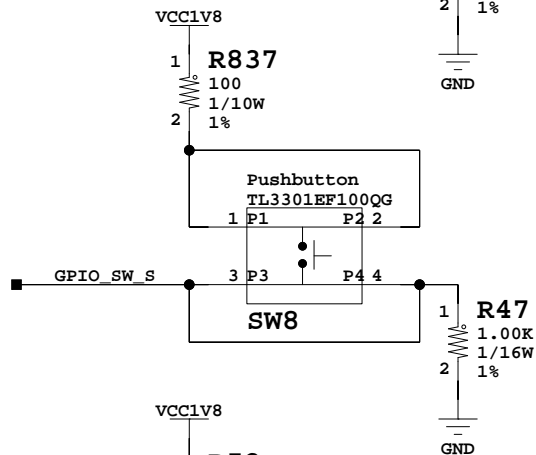 2
1%
GND
VCC1V8
1
R837
100
1/10W
2
1%
Pushbutton
TL3301EF100QG
1 P1 P2 2
GPIO_SW_S
3 P3 P4 4
SW8
1
R47
1.00K
1/16W
2
1%
GND
VCC1V8